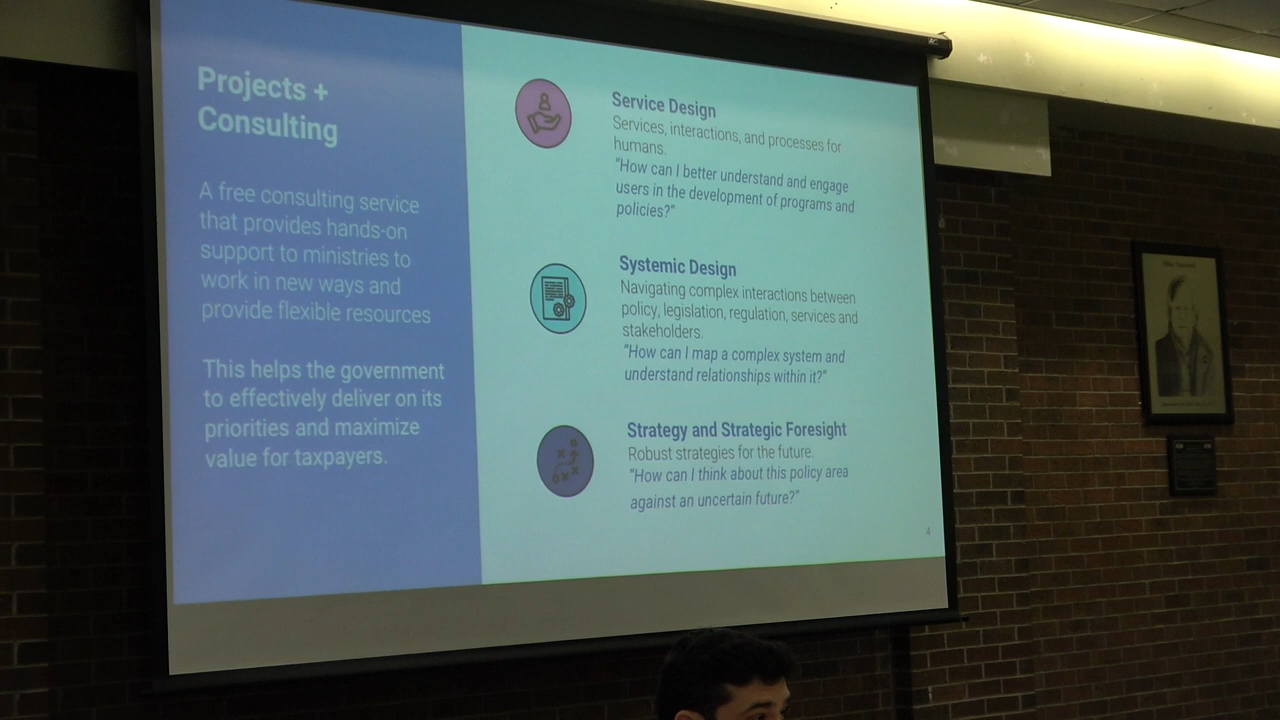 Projects +
Consulting
A free consulting service
that provides hands-on
support to ministries to
work in new ways and
provide flexible resources
This helps the government
to effectively deliver on its
priorities and maximize
value for taxpayers.
Service Design
Services, interactions, and processes for
humans.
"How can I better understand and engage
users in the development of programs and
policies?"
Systemic Design
Navigating complex interactions between
policy, legislation, regulation, services and
stakeholders.
"How can I map a complex system and
understand relationships within it?"
Strategy and Strategic Foresight
Robust strategies for the future.
"How can I think about this policy area
against an uncertain future?"
4